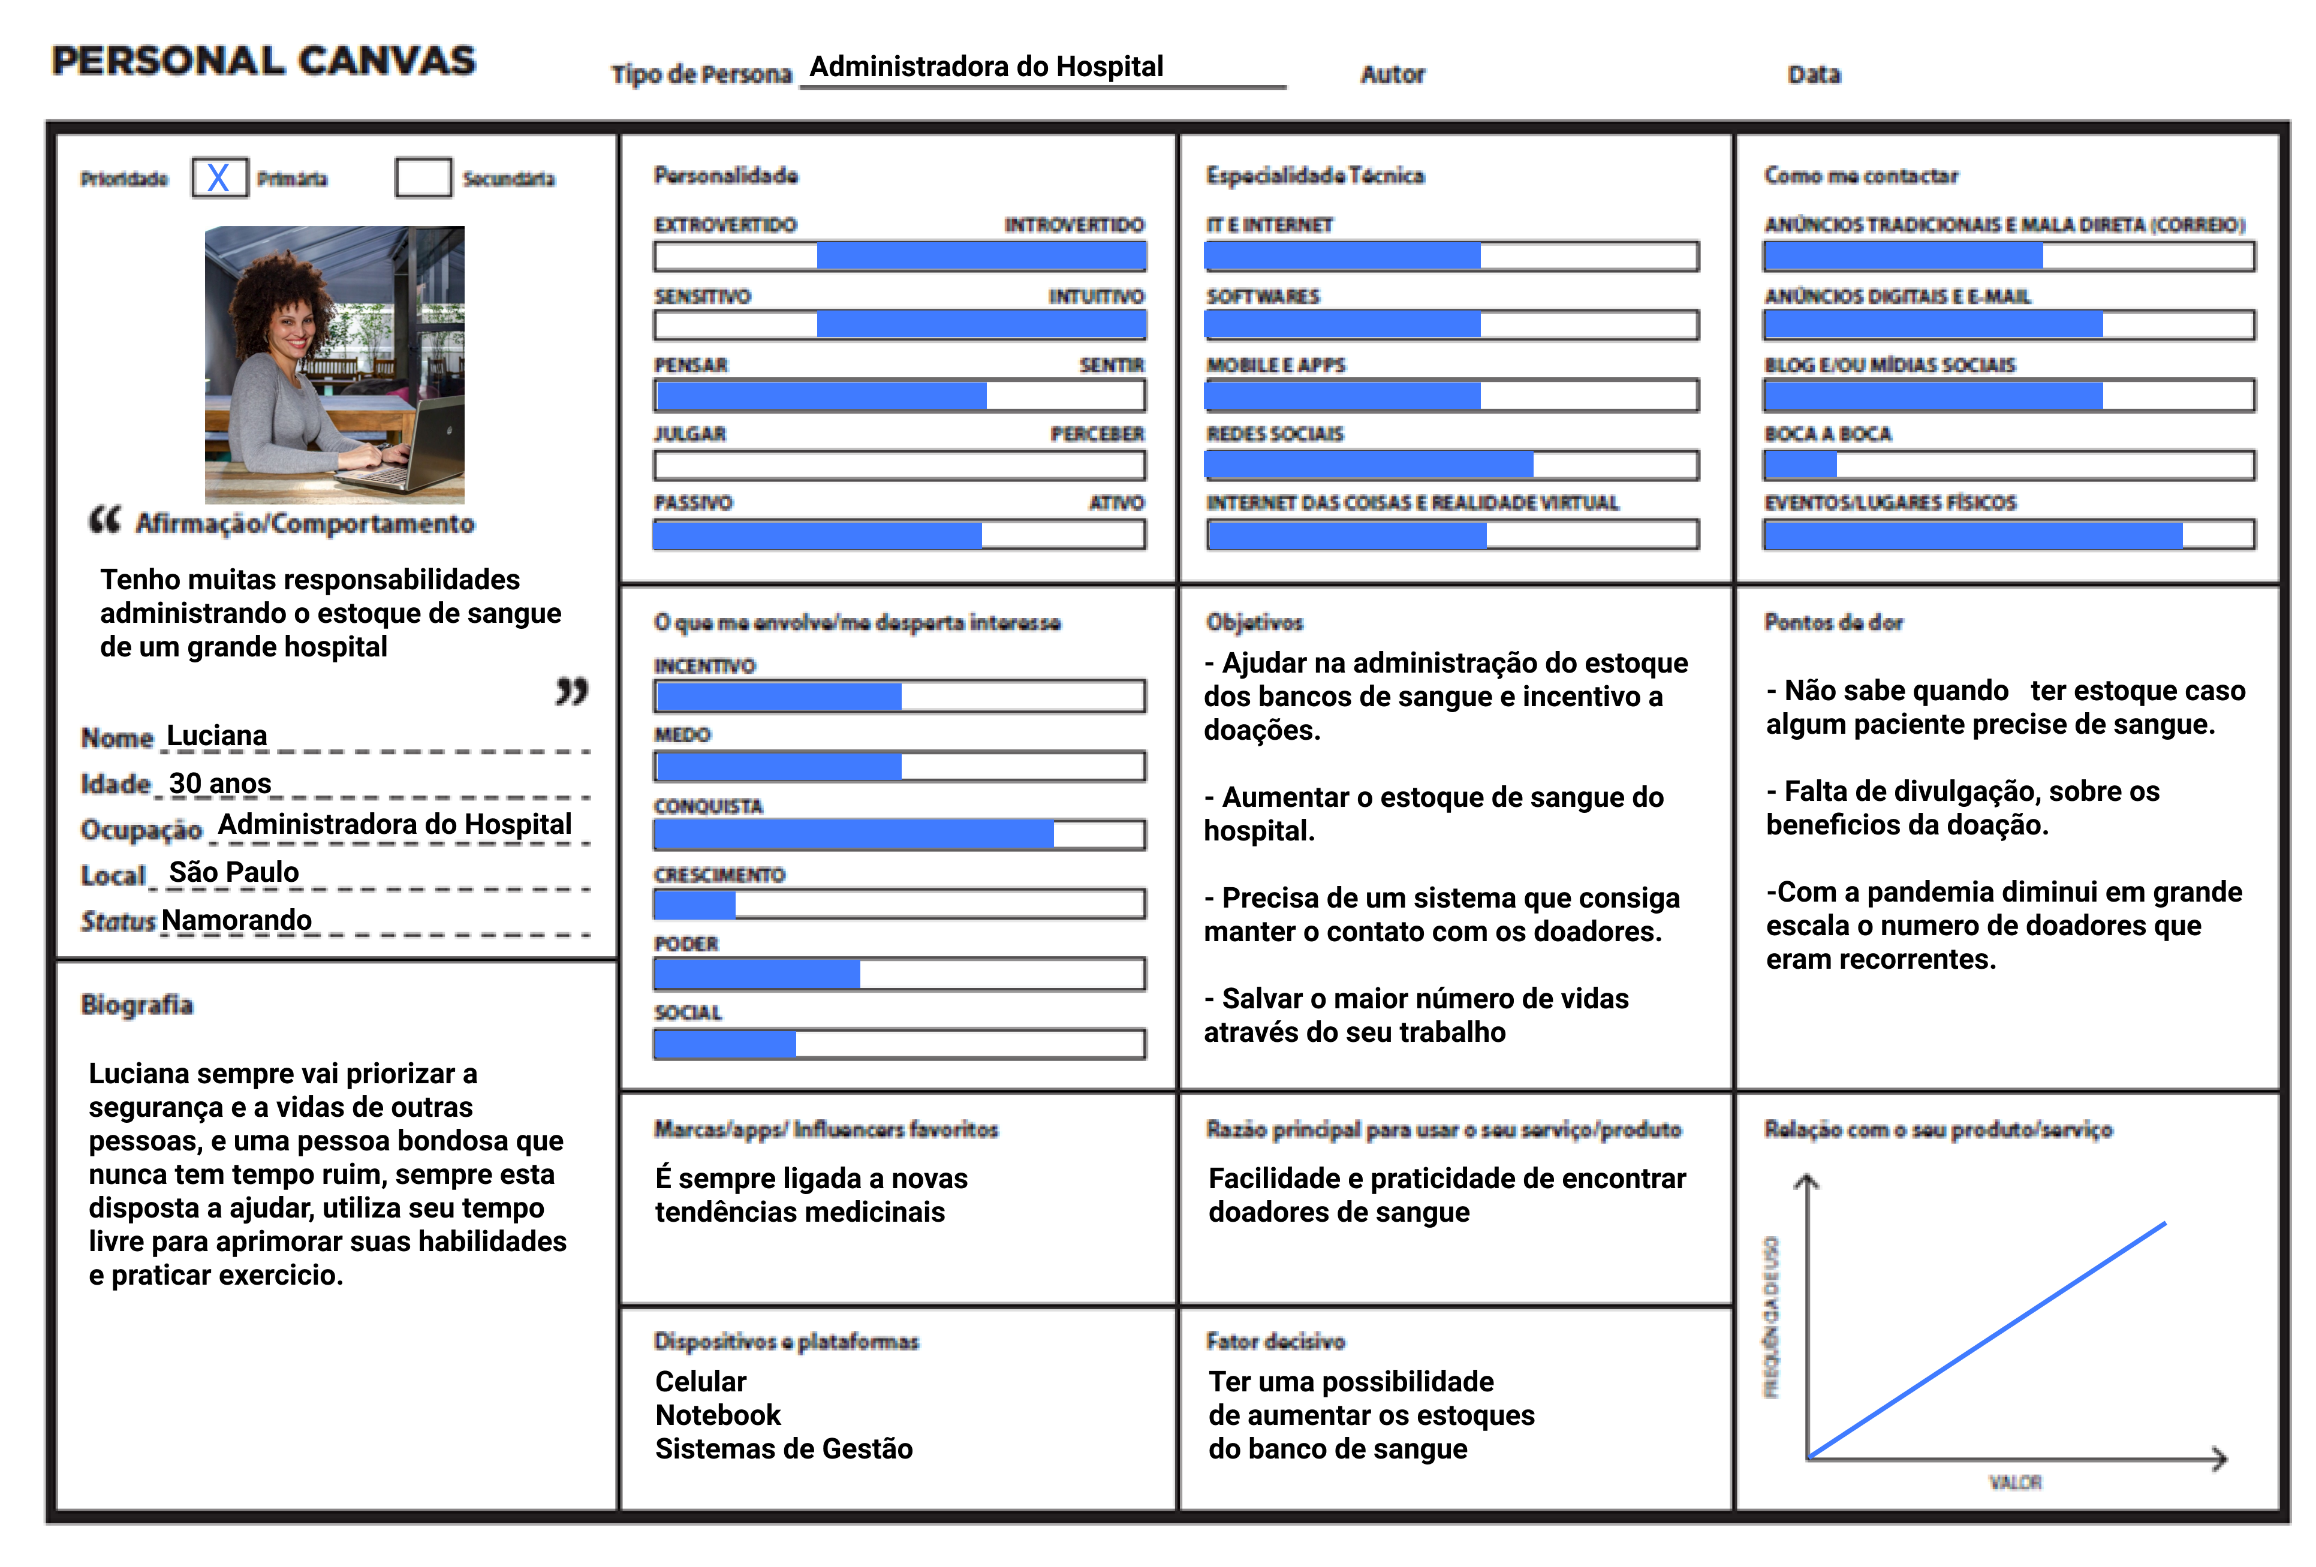 PERSONAL CANVAS
Tipo de Persona Administradora do Hospital
Autor
Data
Prioridade X Primária Secundária
“ Afirmação/Comportamento
Tenho muitas responsabilidades
administrando o estoque de sangue
de um grande hospital
”
Nome Luciana
Idade 30 anos
Ocupação Administradora do Hospital
Local São Paulo
Status Namorando
Biografia
Luciana sempre vai priorizar a
segurança e a vidas de outras
pessoas, e uma pessoa bondosa que
nunca tem tempo ruim, sempre esta
disposta a ajudar, utiliza seu tempo
livre para aprimorar suas habilidades
e praticar exercicio.
Personalidade
EXTROVERTIDO INTROVERTIDO
SENSITIVO INTUITIVO
PENSAR SENTIR
JULGAR PERCEBER
PASSIVO ATIVO
Especialidade Técnica
IT E INTERNET
SOFTWARES
MOBILE E APPS
REDES SOCIAIS
INTERNET DAS COISAS E REALIDADE VIRTUAL
Como me contactar
ANÚNCIOS TRADICIONAIS E MALA DIRETA (CORREIO)
ANÚNCIOS DIGITAIS E E-MAIL
BLOG E/OU MÍDIAS SOCIAIS
BOCA A BOCA
EVENTOS/LUGARES FÍSICOS
O que me envolve/me desperta interesse
INCENTIVO
MEDO
CONQUISTA
CRESCIMENTO
PODER
SOCIAL
Objetivos
- Ajudar na administração do estoque
dos bancos de sangue e incentivo a
doações.
- Aumentar o estoque de sangue do
hospital.
- Precisa de um sistema que consiga
manter o contato com os doadores.
- Salvar o maior número de vidas
através do seu trabalho
Pontos de dor
- Não sabe quando ter estoque caso
algum paciente precise de sangue.
- Falta de divulgação, sobre os
beneficios da doação.
-Com a pandemia diminui em grande
escala o numero de doadores que
eram recorrentes.
Marcas/apps/ Influencers favoritos
É sempre ligada a novas
tendências medicinais
Razão principal para usar o seu serviço/produto
Facilidade e praticidade de encontrar
doadores de sangue
Relação com o seu produto/serviço
FREQUÊNCIA DE USO
VALOR
Dispositivos e plataformas
Celular
Notebook
Sistemas de Gestão
Fator decisivo
Ter uma possibilidade
de aumentar os estoques
do banco de sangue